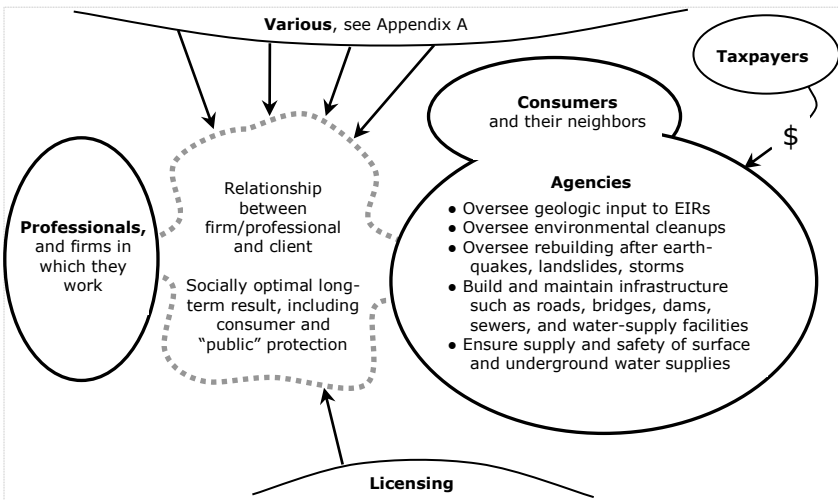 Various, see Appendix A
Taxpayers
$
Consumers
and their neighbors
Professionals,
and firms in
which they
work
Relationship
between
firm/professional
and client
Socially optimal long-
term result, including
consumer and
“public” protection
Agencies
● Oversee geologic input to EIRs
● Oversee environmental cleanups
● Oversee rebuilding after earth-
quakes, landslides, storms
● Build and maintain infrastructure
such as roads, bridges, dams,
sewers, and water-supply facilities
● Ensure supply and safety of surface
and underground water supplies
Licensing